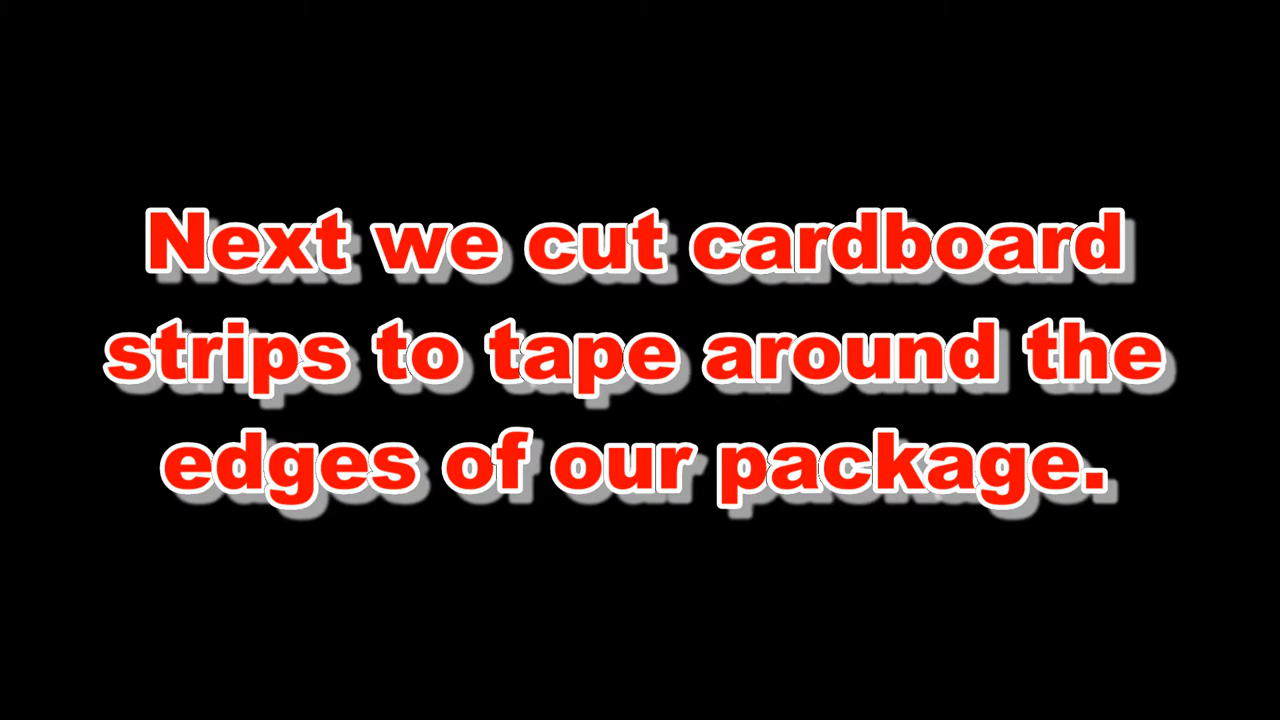 Next we cut cardboard
strips to tape around the
edges of our package.